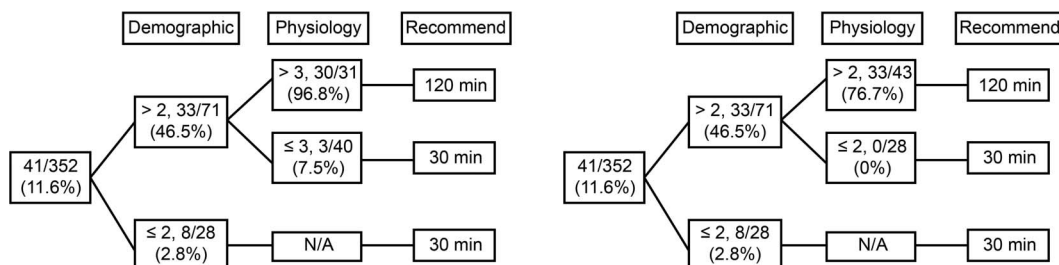 Demographic Physiology Recommend
> 3, 30/31
(96.8%)
120 min
> 2, 33/71
(46.5%)
≤ 3, 3/40
(7.5%)
30 min
41/352
(11.6%)
≤ 2, 8/28
(2.8%)
N/A
30 min
Demographic Physiology Recommend
> 2, 33/43
(76.7%)
120 min
> 2, 33/71
(46.5%)
≤ 2, 0/28
(0%)
30 min
41/352
(11.6%)
≤ 2, 8/28
(2.8%)
N/A
30 min